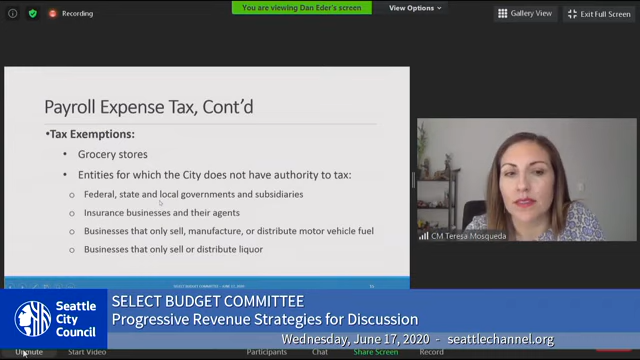 Recording
You are viewing Dan Eder's screen
View Options
Gallery View
Exit Full Screen
Payroll Expense Tax, Cont'd
•Tax Exemptions:
• Grocery stores
• Entities for which the City does not have authority to tax:
o Federal, state and local governments and subsidiaries
o Insurance businesses and their agents
o Businesses that only sell, manufacture, or distribute motor vehicle fuel
o Businesses that only sell or distribute liquor
CM Teresa Mosqueda
Seattle
City
Council
SELECT BUDGET COMMITTEE
Progressive Revenue Strategies for Discussion
Wednesday, June 17, 2020 - seattlechannel.org
Unmute
Start Video
Participants
Chat
Share Screen
Record